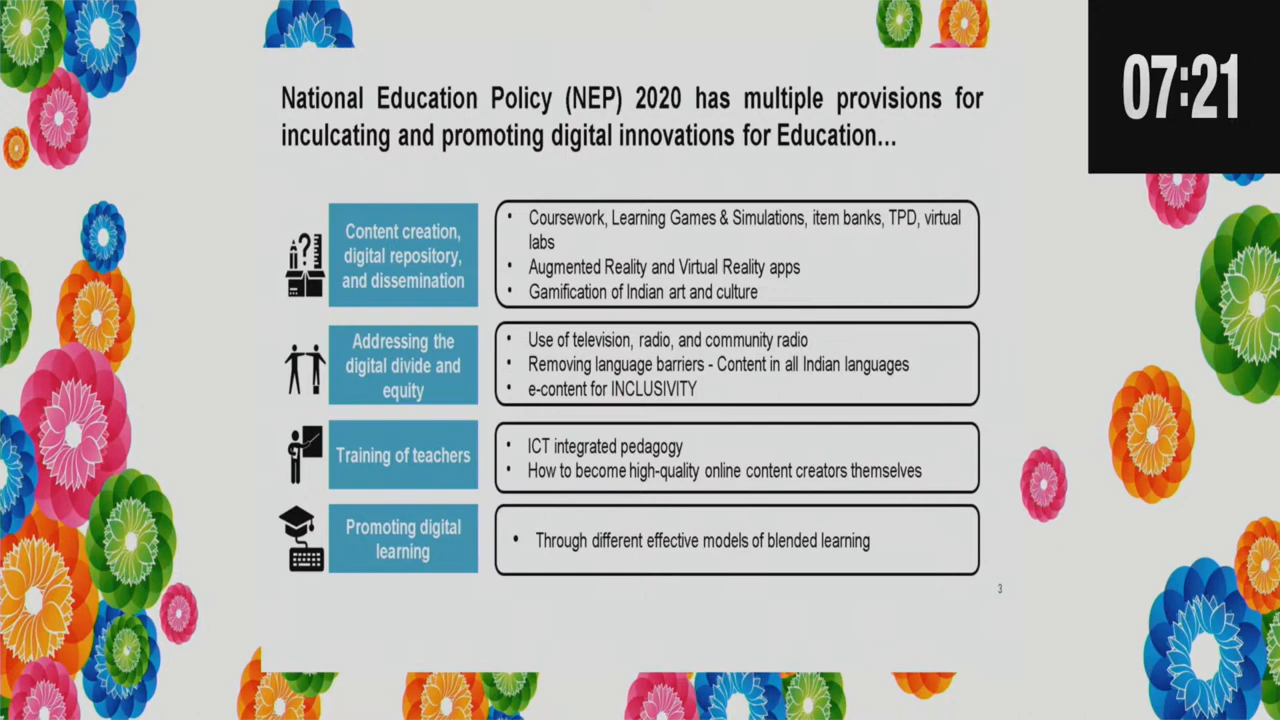 07:21
National Education Policy (NEP) 2020 has multiple provisions for
inculcating and promoting digital innovations for Education...
Content creation,
digital repository,
and dissemination
• Coursework, Learning Games & Simulations, item banks, TPD, virtual
labs
• Augmented Reality and Virtual Reality apps
• Gamification of Indian art and culture
Addressing the
digital divide and
equity
• Use of television, radio, and community radio
• Removing language barriers - Content in all Indian languages
• e-content for INCLUSIVITY
Training of teachers
• ICT integrated pedagogy
• How to become high-quality online content creators themselves
Promoting digital
learning
• Through different effective models of blended learning
3